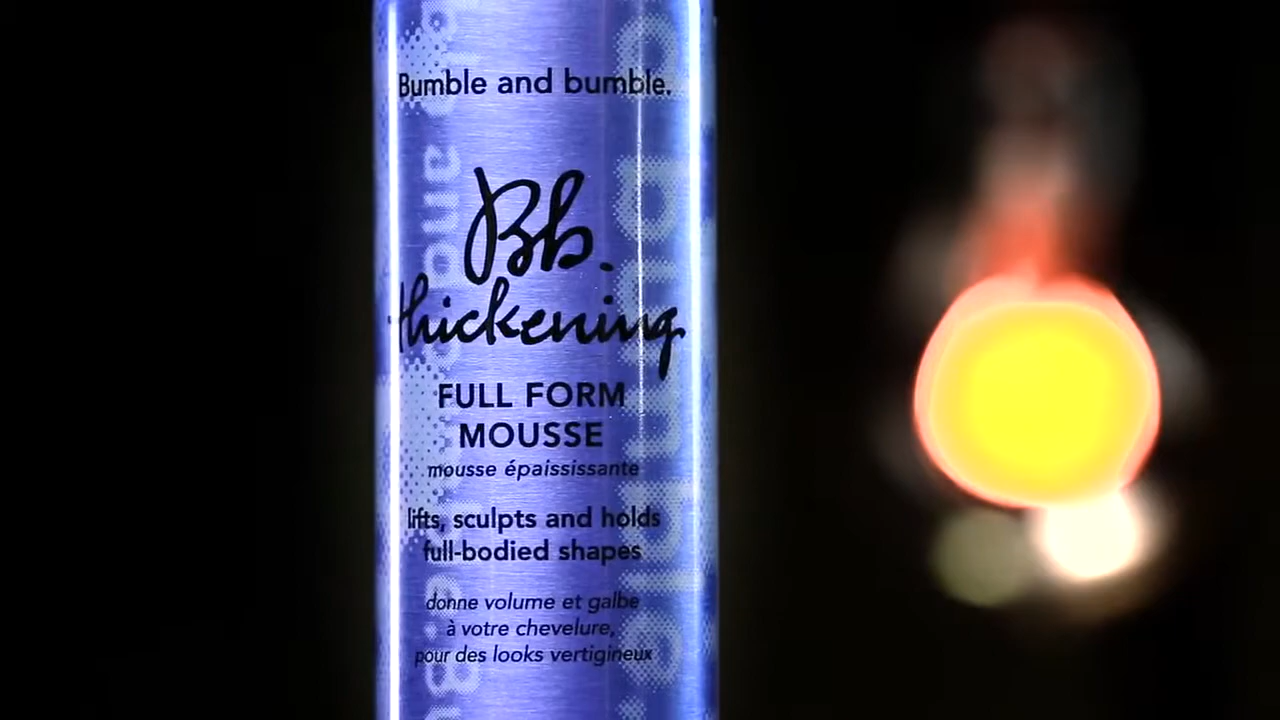 Bumble and bumble.
Bb.
thickening
FULL FORM
MOUSSE
mousse épaississante
lifts, sculpts and holds
full-bodied shapes
donne volume et galbe
à votre chevelure,
pour des looks vertigineux